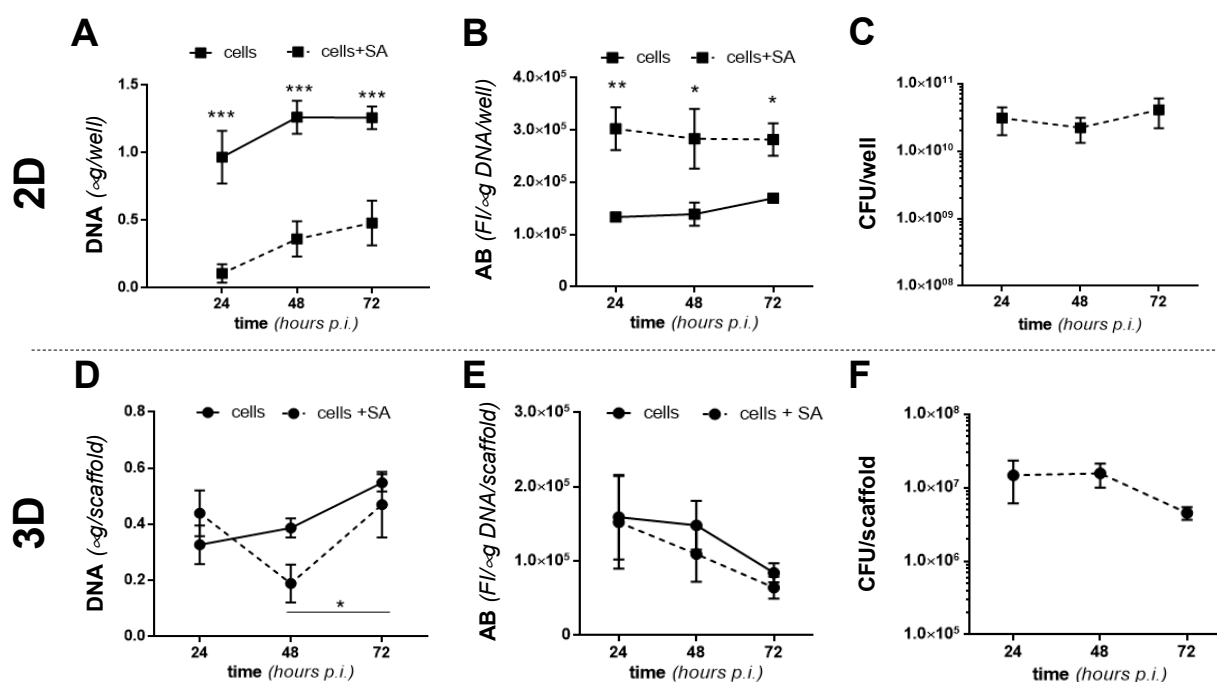 A
B
C
cells
cells+SA
cells
cells+SA
2D
DNA (∝g/well)
1.5
1.0
0.5
0.0
***
***
***
24
48
72
time (hours p.i.)
AB (FI/∝g DNA/well)
4.0×10⁵
3.0×10⁵
2.0×10⁵
1.0×10⁵
0
**
*
*
24
48
72
time (hours p.i.)
CFU/well
1.0×10¹¹
1.0×10¹⁰
1.0×10⁰⁹
1.0×10⁰⁸
24
48
72
time (hours p.i.)
D
E
F
cells
cells +SA
cells
cells + SA
3D
DNA (∝g/scaffold)
0.8
0.6
0.4
0.2
0.0
*
24
48
72
time (hours p.i.)
AB (FI/∝g DNA/scaffold)
3.0×10⁵
2.0×10⁵
1.0×10⁵
0
24
48
72
time (hours p.i.)
CFU/scaffold
1.0×10⁸
1.0×10⁷
1.0×10⁶
1.0×10⁵
24
48
72
time (hours p.i.)